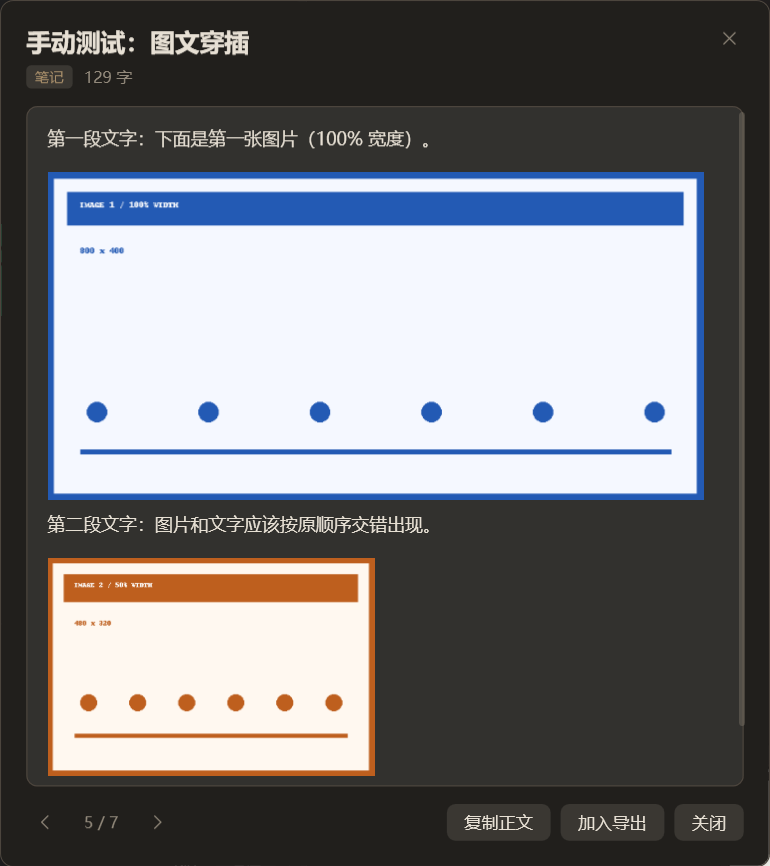 手动测试：图文穿插
笔记 129 字
第一段文字：下面是第一张图片（100% 宽度）。
IMAGE 1 / 100% WIDTH
800 x 400
第二段文字：图片和文字应该按原顺序交错出现。
IMAGE 2 / 50% WIDTH
480 x 320
5 / 7
复制正文 加入导出 关闭